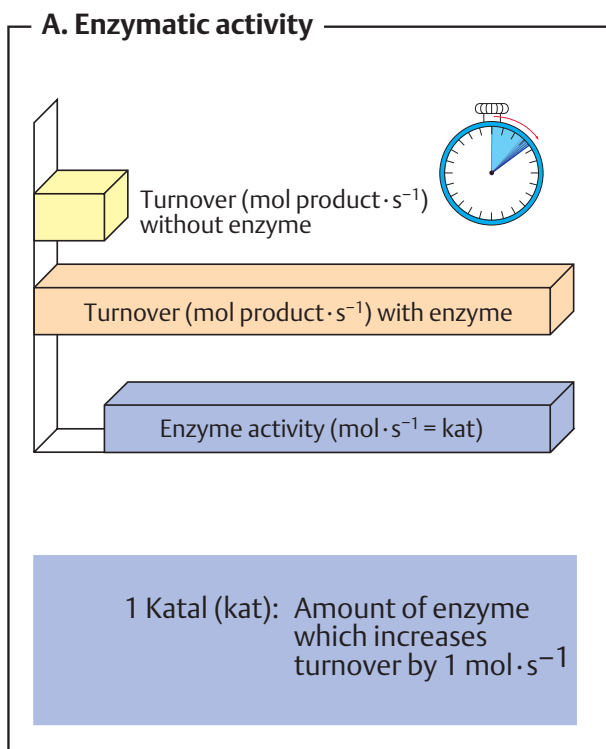 A. Enzymatic activity
Turnover (mol product·s⁻¹)
without enzyme
Turnover (mol product·s⁻¹) with enzyme
Enzyme activity (mol·s⁻¹ = kat)
1 Katal (kat): Amount of enzyme
which increases
turnover by 1 mol·s⁻¹